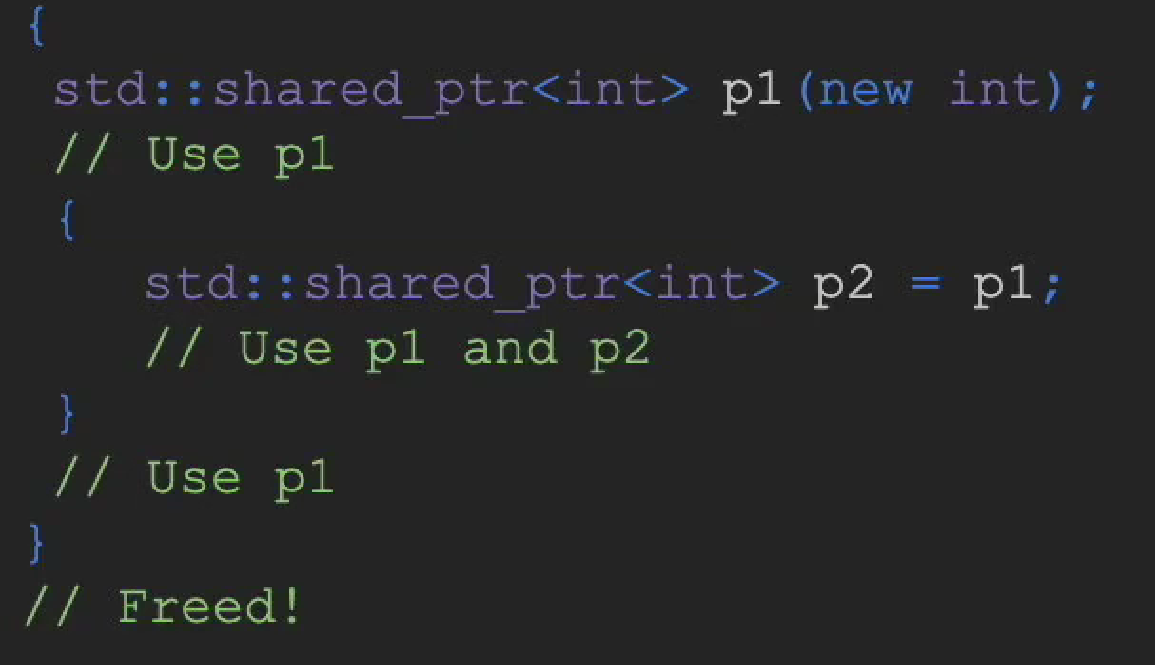 {
std::shared_ptr<int> p1(new int);
// Use p1
{
std::shared_ptr<int> p2 = p1;
// Use p1 and p2
}
// Use p1
}
// Freed!